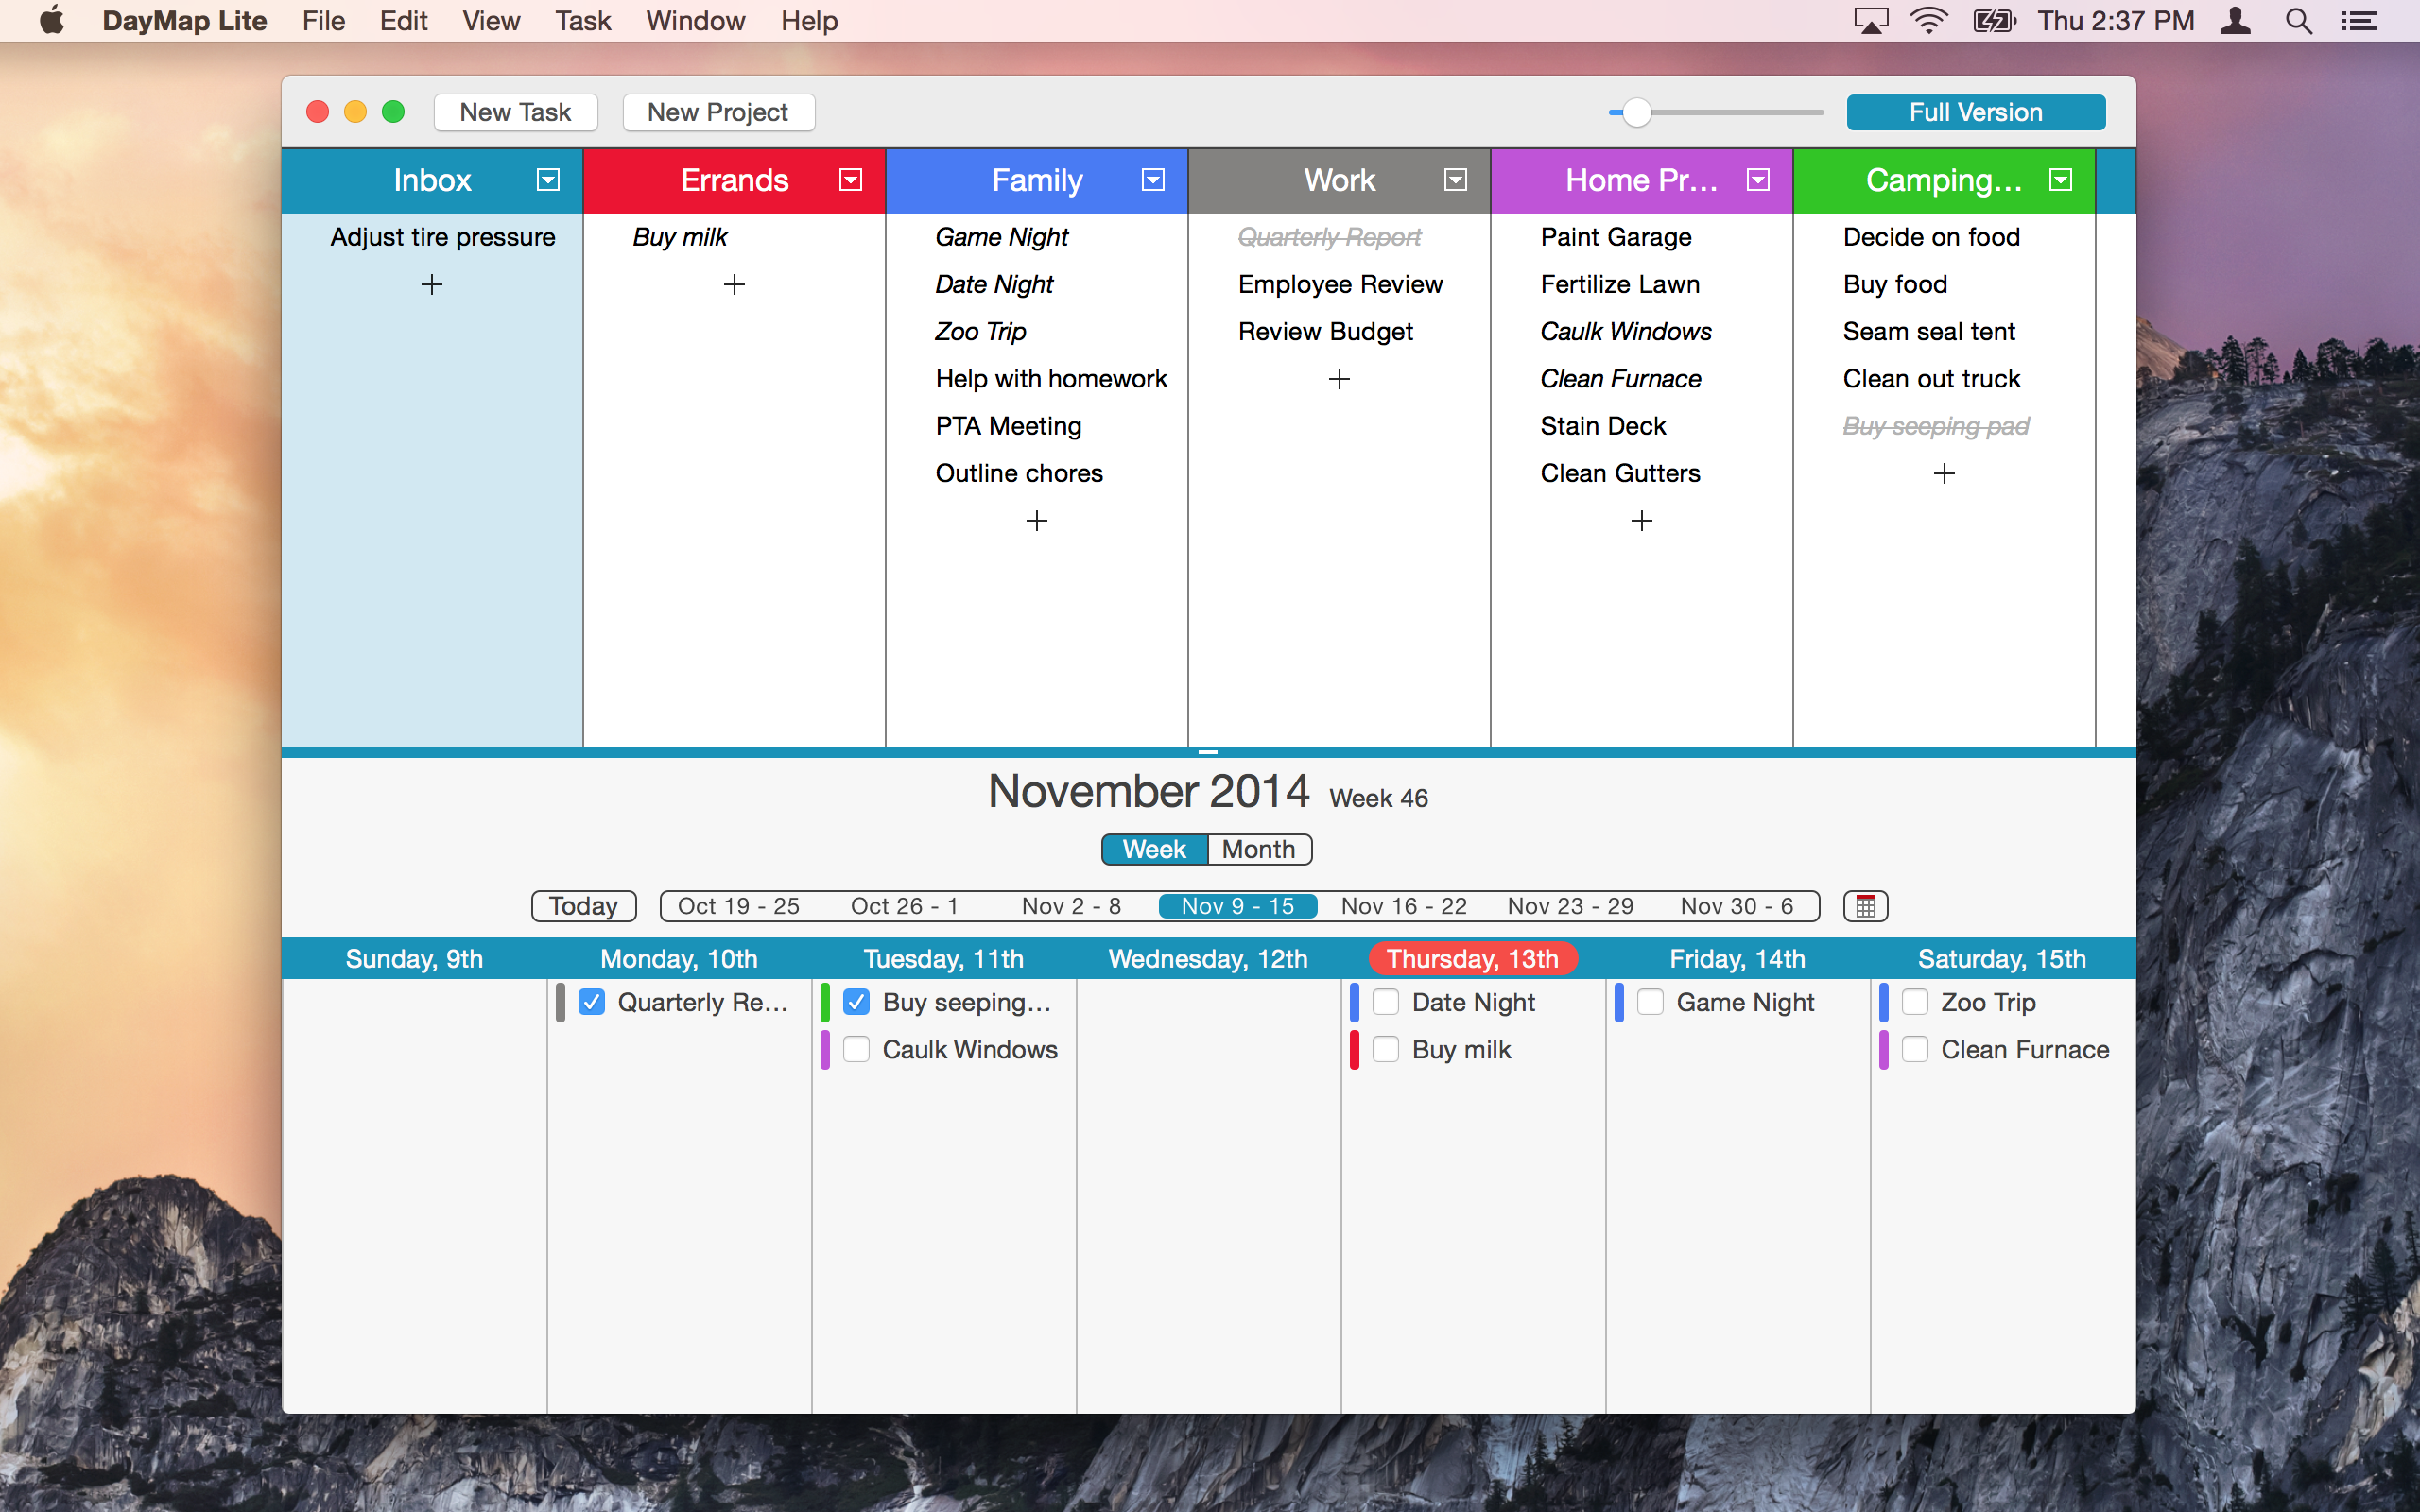 DayMap Lite File Edit View Task Window Help Thu 2:37 PM
New Task New Project Full Version
Inbox Errands Family Work Home Pr... Camping...
Adjust tire pressure Buy milk Game Night Quarterly Report Paint Garage Decide on food
+ + Date Night Employee Review Fertilize Lawn Buy food
Zoo Trip Review Budget Caulk Windows Seam seal tent
Help with homework + Clean Furnace Clean out truck
PTA Meeting Stain Deck Buy seeping pad
Outline chores Clean Gutters +
+ +
November 2014 Week 46
Week Month
Today Oct 19 - 25 Oct 26 - 1 Nov 2 - 8 Nov 9 - 15 Nov 16 - 22 Nov 23 - 29 Nov 30 - 6
Sunday, 9th Monday, 10th Tuesday, 11th Wednesday, 12th Thursday, 13th Friday, 14th Saturday, 15th
Quarterly Re... Buy seeping... Date Night Game Night Zoo Trip
Caulk Windows Buy milk Clean Furnace